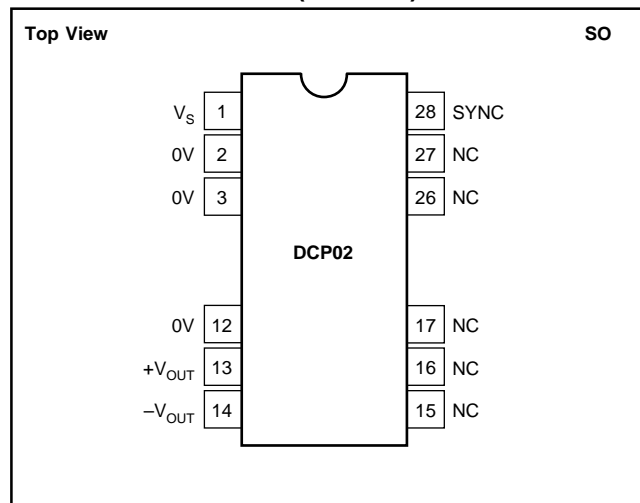 Top View SO
V_S 1 28 SYNC
0V 2 27 NC
0V 3 26 NC
DCP02
0V 12 17 NC
+V_OUT 13 16 NC
–V_OUT 14 15 NC